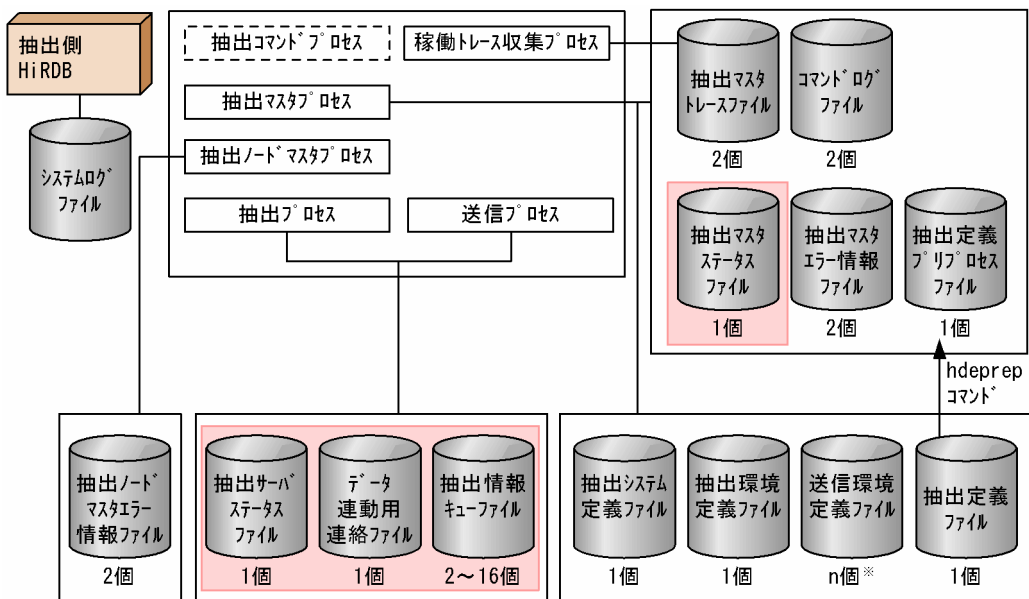 抽出側
HiRDB
システムログ
ファイル
抽出コマンドプロセス
稼働トレース収集プロセス
抽出マスタプロセス
抽出ノードマスタプロセス
抽出プロセス
送信プロセス
抽出マスタ
トレースファイル
2個
コマンドログ
ファイル
2個
抽出マスタ
ステータス
ファイル
1個
抽出マスタ
エラー情報
ファイル
2個
抽出定義
プリプロセス
ファイル
1個
hdeprep
コマンド
抽出ノード
マスタエラー
情報ファイル
2個
抽出サーバ
ステータス
ファイル
1個
データ
連動用
連絡ファイル
1個
抽出情報
キューファイル
2～16個
抽出システム
定義ファイル
1個
抽出環境
定義ファイル
1個
送信環境
定義ファイル
n個※
抽出定義
ファイル
1個